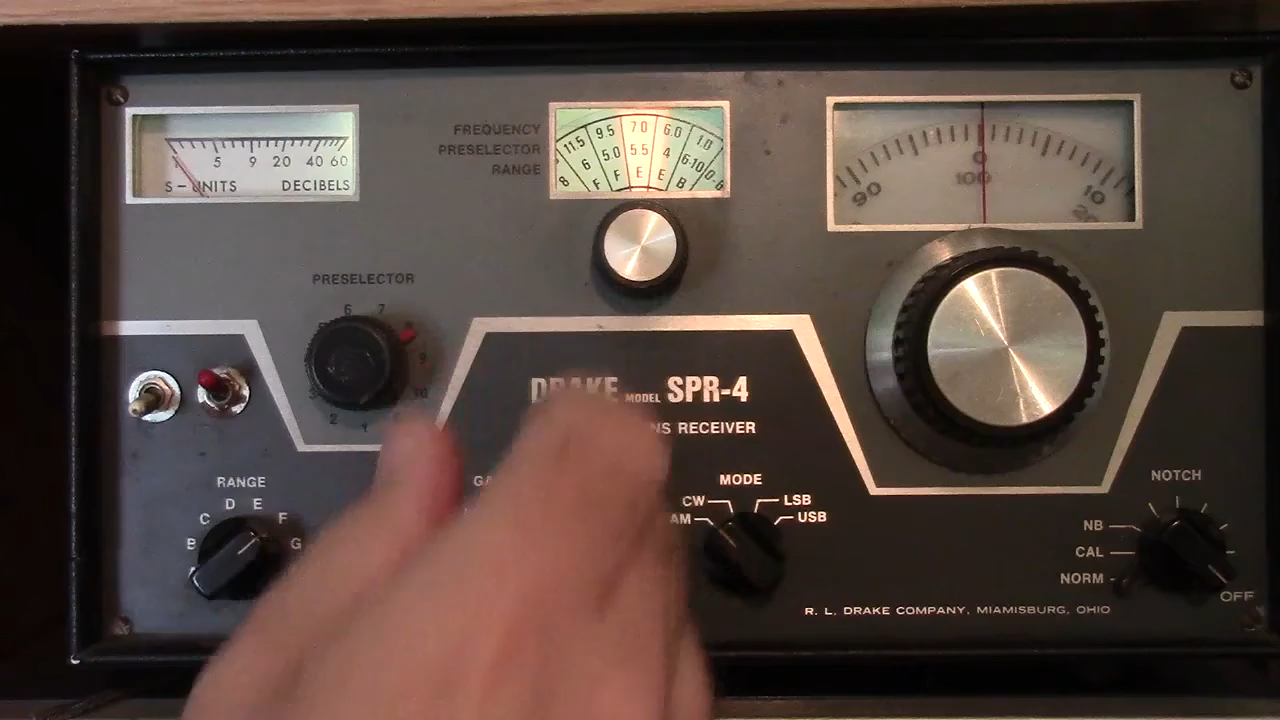 1 5 9 20 40 60
S-UNITS DECIBELS
FREQUENCY
PRESELECTOR
RANGE
11.5 9.5 7.0 6.0 1.0
6 5.0 5.5 4 6-10
8 F F E E B
0
90 100 10
20
PRESELECTOR
6 7
9
10
2 1
DRAKE MODEL SPR-4
RECEIVER
RANGE
D E
C F
B G
MODE
CW LSB
AM USB
NOTCH
NB
CAL
NORM
OFF
R. L. DRAKE COMPANY, MIAMISBURG, OHIO